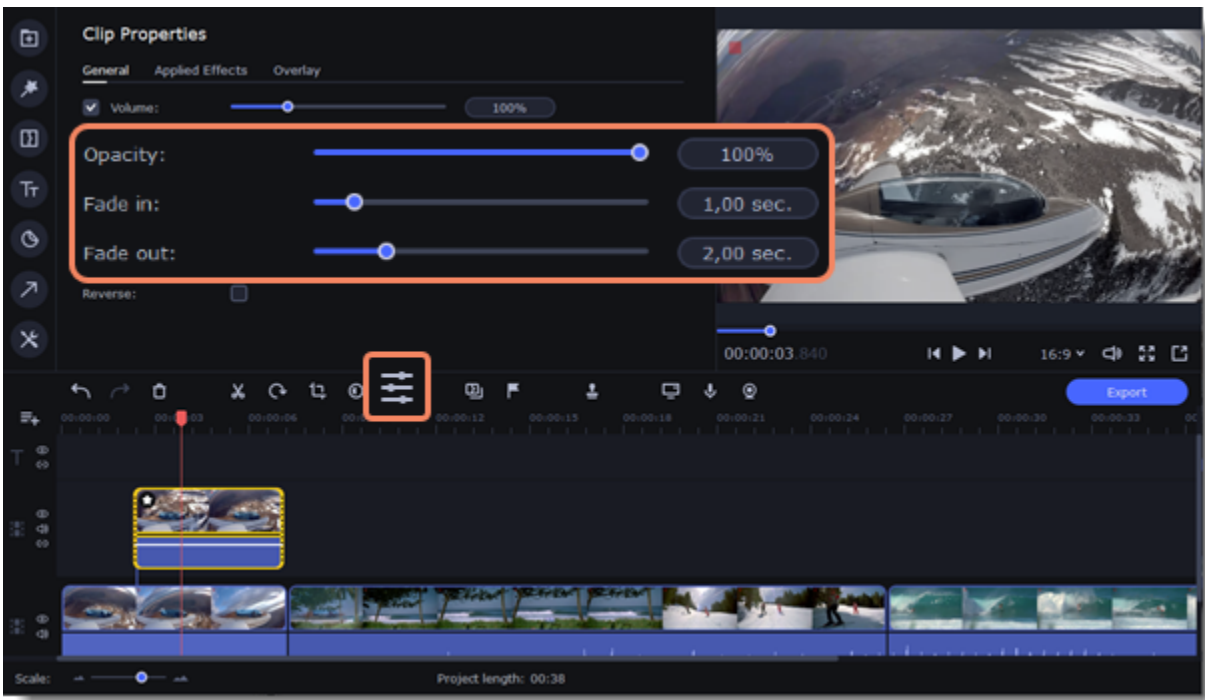 Clip Properties
General Applied Effects Overlay
Volume: 100%
Opacity: 100%
Fade in: 1,00 sec.
Fade out: 2,00 sec.
Reverse:
00:00:03.840 16:9
Export
00:00:00 00:00:06 00:00:12 00:00:15 00:00:18 00:00:21 00:00:24 00:00:27 00:00:30 00:00:33
T
Scale: Project length: 00:38